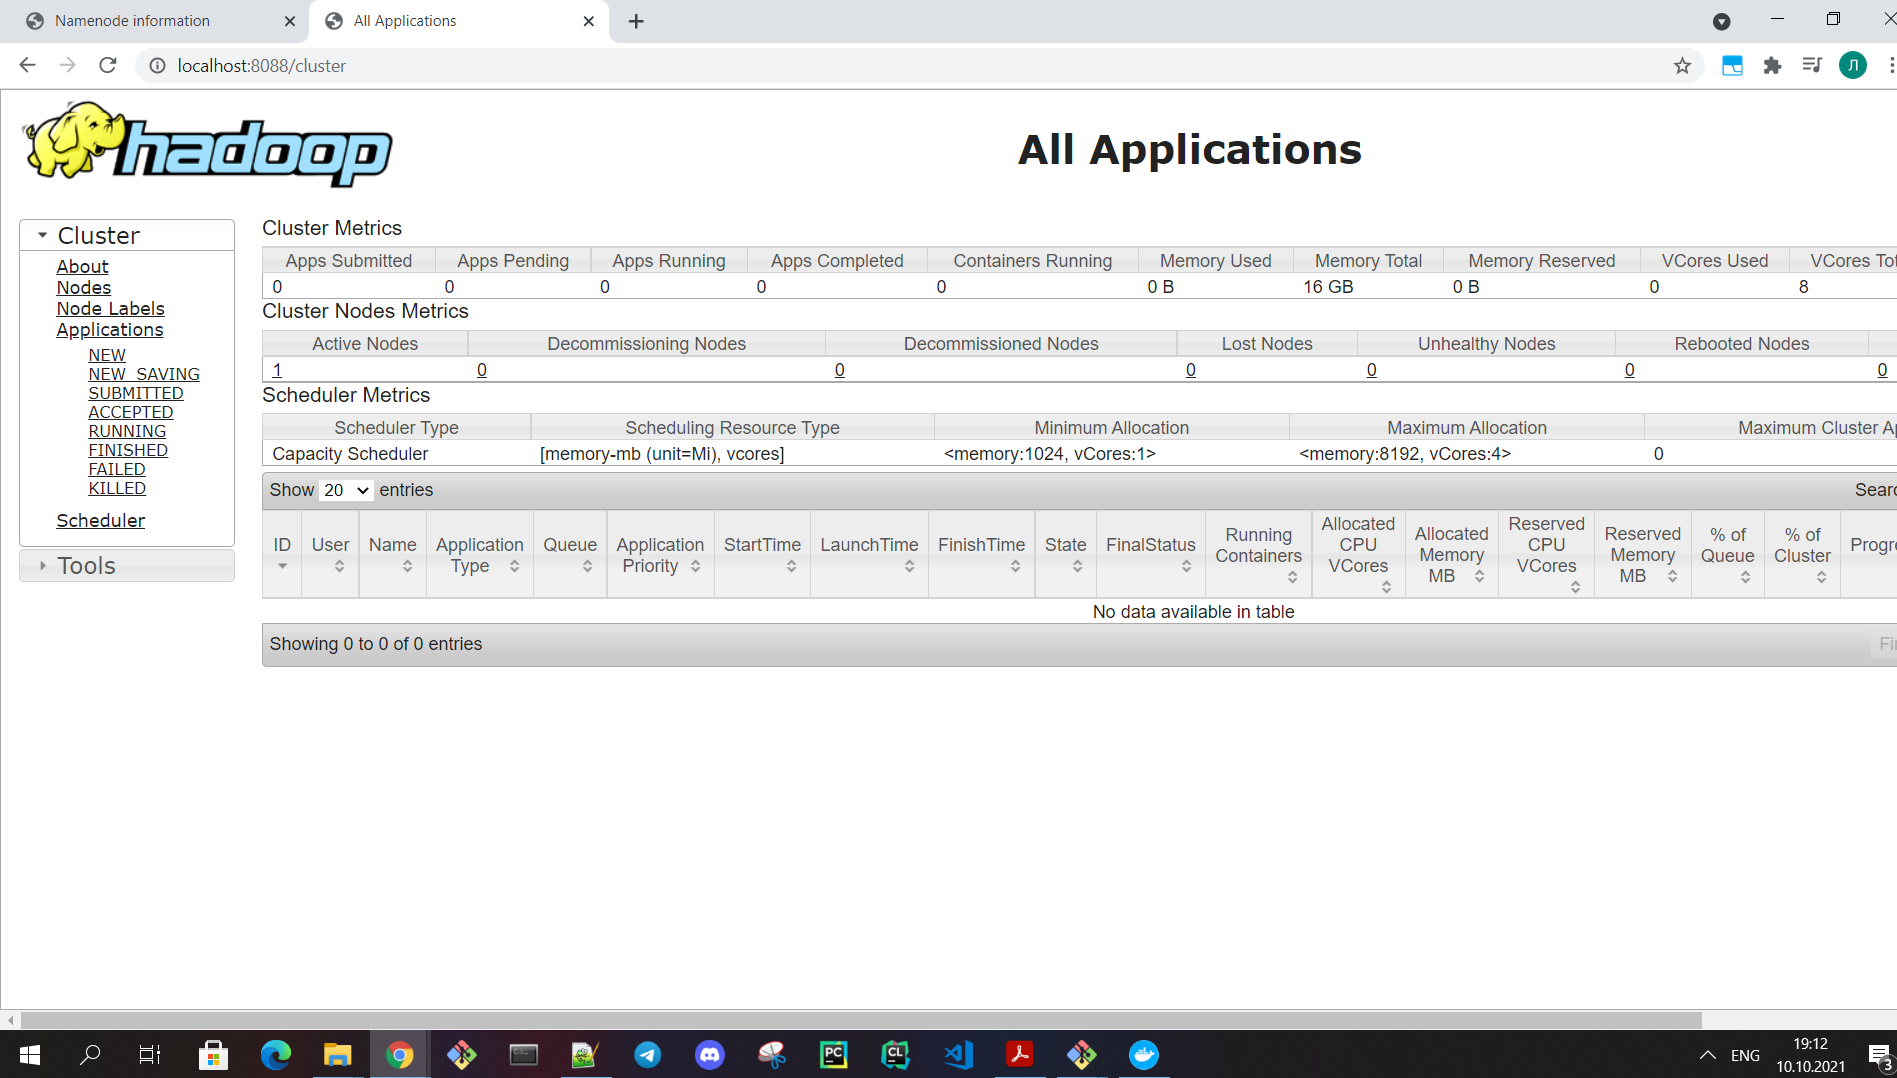 Namenode information
All Applications
localhost:8088/cluster
Л
hadoop
All Applications
Cluster
About
Nodes
Node Labels
Applications
NEW
NEW_SAVING
SUBMITTED
ACCEPTED
RUNNING
FINISHED
FAILED
KILLED
Scheduler
Tools
Cluster Metrics
Apps Submitted Apps Pending Apps Running Apps Completed Containers Running Memory Used Memory Total Memory Reserved VCores Used VCores Tot
0 0 0 0 0 0 B 16 GB 0 B 0 8
Cluster Nodes Metrics
Active Nodes Decommissioning Nodes Decommissioned Nodes Lost Nodes Unhealthy Nodes Rebooted Nodes
1 0 0 0 0 0 0
Scheduler Metrics
Scheduler Type Scheduling Resource Type Minimum Allocation Maximum Allocation Maximum Cluster Ap
Capacity Scheduler [memory-mb (unit=Mi), vcores] <memory:1024, vCores:1> <memory:8192, vCores:4> 0
Show 20 entries Searc
ID User Name Application Type Queue Application Priority StartTime LaunchTime FinishTime State FinalStatus Running Containers Allocated CPU VCores Allocated Memory MB Reserved CPU VCores Reserved Memory MB % of Queue % of Cluster Progre
No data available in table
Showing 0 to 0 of 0 entries Fir
PC
CL
ENG
19:12
10.10.2021
3